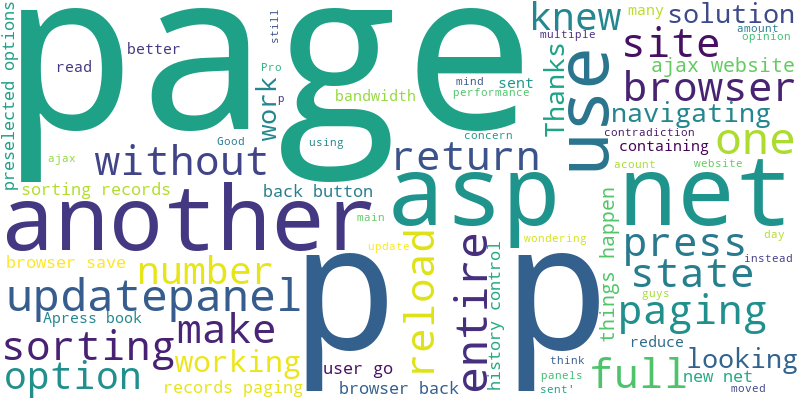 page
preselected options
read
better
still
Pro
p
work
Good
using
ajax
bandwidth
mind
sent
performance
concern
knew
multiple
Thanks
use
many
solution
amount
opinion
site
ajax website
browser
navigating
contradiction
one
containing
acount
website
without
return
sorting records
back button
another
main
asp
net
p p
update
browser save
number
updatepanel
Apress book
sorting
make
working
option
records paging
user go
browser back
reload
entire
history control
wondering
things happen
press
day
state
instead
guys
paging
reduce
think
panels
sent'
full
looking
new net
moved